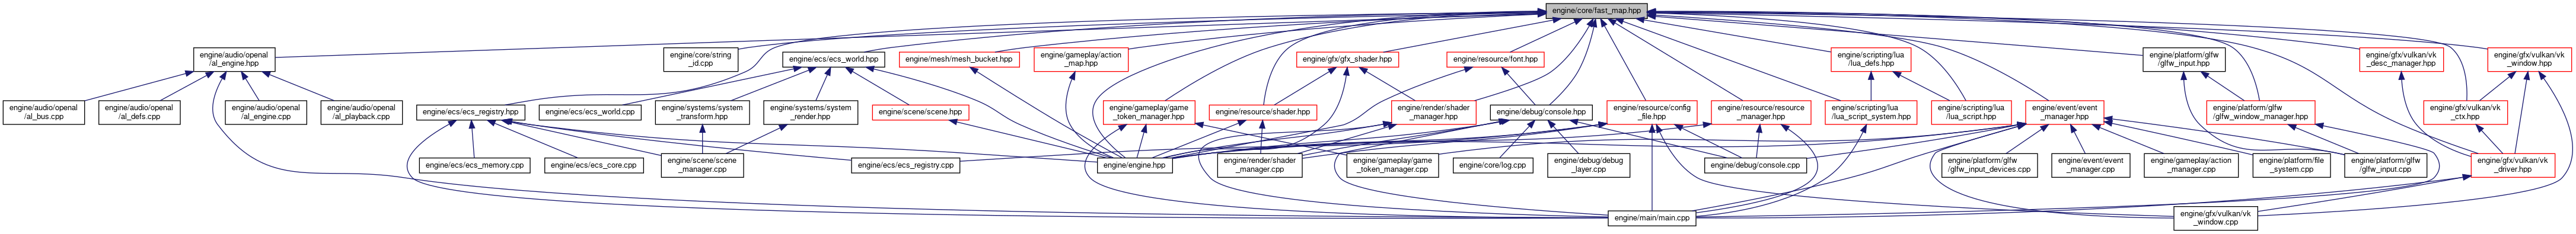 engine/core/fast_map.hpp
engine/audio/openal
/al_engine.hpp
engine/core/string
_id.cpp
engine/ecs/ecs_world.hpp
engine/mesh/mesh_bucket.hpp
engine/gameplay/action
_map.hpp
engine/gfx/gfx_shader.hpp
engine/resource/font.hpp
engine/scripting/lua
/lua_defs.hpp
engine/platform/glfw
/glfw_input.hpp
engine/gfx/vulkan/vk
_desc_manager.hpp
engine/gfx/vulkan/vk
_window.hpp
engine/audio/openal
/al_bus.cpp
engine/audio/openal
/al_defs.cpp
engine/audio/openal
/al_engine.cpp
engine/audio/openal
/al_playback.cpp
engine/ecs/ecs_registry.hpp
engine/ecs/ecs_world.cpp
engine/systems/system
_transform.hpp
engine/systems/system
_render.hpp
engine/scene/scene.hpp
engine/gameplay/game
_token_manager.hpp
engine/resource/shader.hpp
engine/render/shader
_manager.hpp
engine/debug/console.hpp
engine/resource/config
_file.hpp
engine/resource/resource
_manager.hpp
engine/scripting/lua
/lua_script_system.hpp
engine/scripting/lua
/lua_script.hpp
engine/event/event
_manager.hpp
engine/platform/glfw
/glfw_window_manager.hpp
engine/gfx/vulkan/vk
_ctx.hpp
engine/ecs/ecs_memory.cpp
engine/ecs/ecs_core.cpp
engine/scene/scene
_manager.cpp
engine/ecs/ecs_registry.cpp
engine/engine.hpp
engine/render/shader
_manager.cpp
engine/gameplay/game
_token_manager.cpp
engine/core/log.cpp
engine/debug/debug
_layer.cpp
engine/debug/console.cpp
engine/platform/glfw
/glfw_input_devices.cpp
engine/event/event
_manager.cpp
engine/gameplay/action
_manager.cpp
engine/platform/file
_system.cpp
engine/platform/glfw
/glfw_input.cpp
engine/gfx/vulkan/vk
_driver.hpp
engine/main/main.cpp
engine/gfx/vulkan/vk
_window.cpp